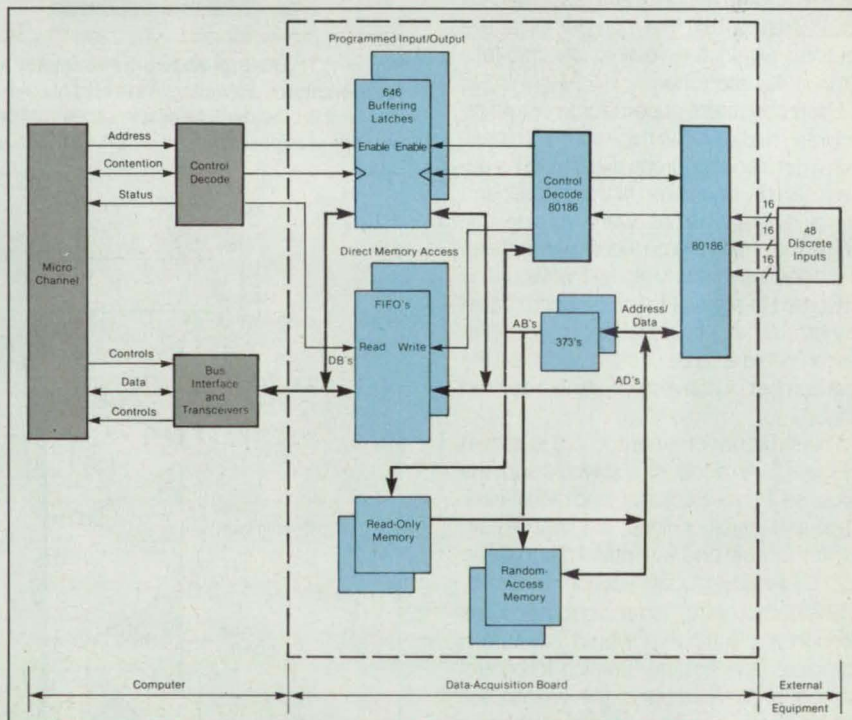 Programmed Input/Output
646
Buffering
Latches
Enable Enable
Address
Contention
Status
Control
Decode
Control
Decode
80186
80186
16
16
16
48
Discrete
Inputs
Micro
Channel
Direct Memory Access
FIFO's
Read Write
DB's
AB's
Address/
Data
373's
AD's
Controls
Data
Controls
Bus
Interface
and
Transceivers
Read-Only
Memory
Random-
Access
Memory
Computer
Data-Acquisition Board
External
Equipment